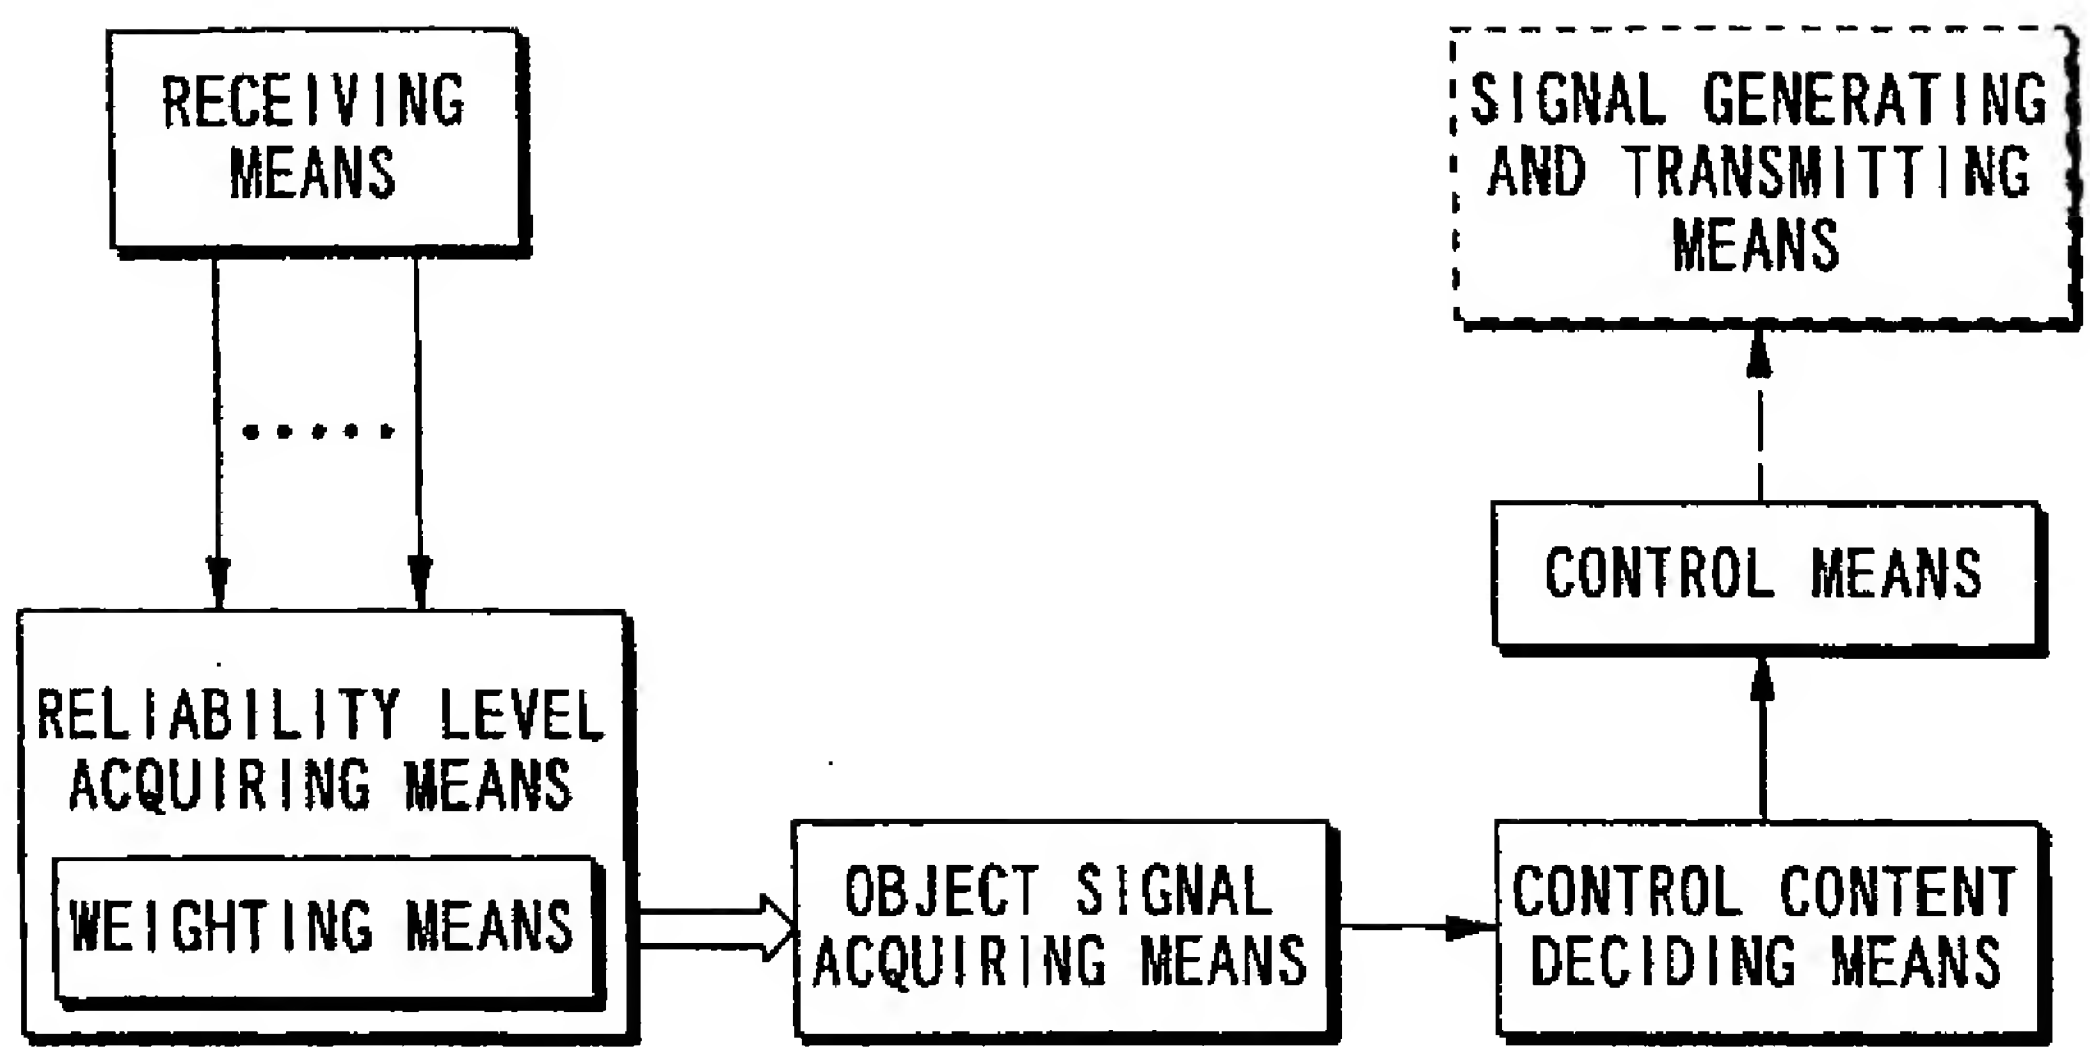 RECEIVING
MEANS
SIGNAL GENERATING
AND TRANSMITTING
MEANS
CONTROL MEANS
RELIABILITY LEVEL
ACQUIRING MEANS
WEIGHTING MEANS
OBJECT SIGNAL
ACQUIRING MEANS
CONTROL CONTENT
DECIDING MEANS